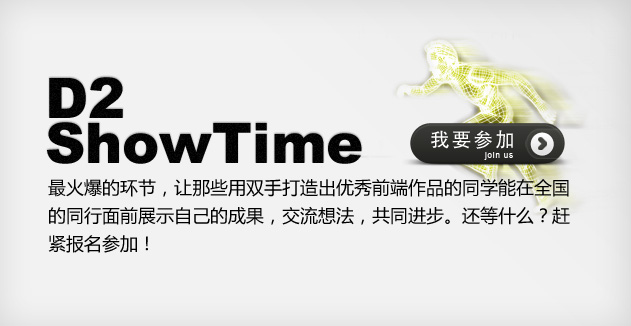 D2
ShowTime
我要参加
join us
最火爆的环节，让那些用双手打造出优秀前端作品的同学能在全国
的同行面前展示自己的成果，交流想法，共同进步。还等什么？赶
紧报名参加！